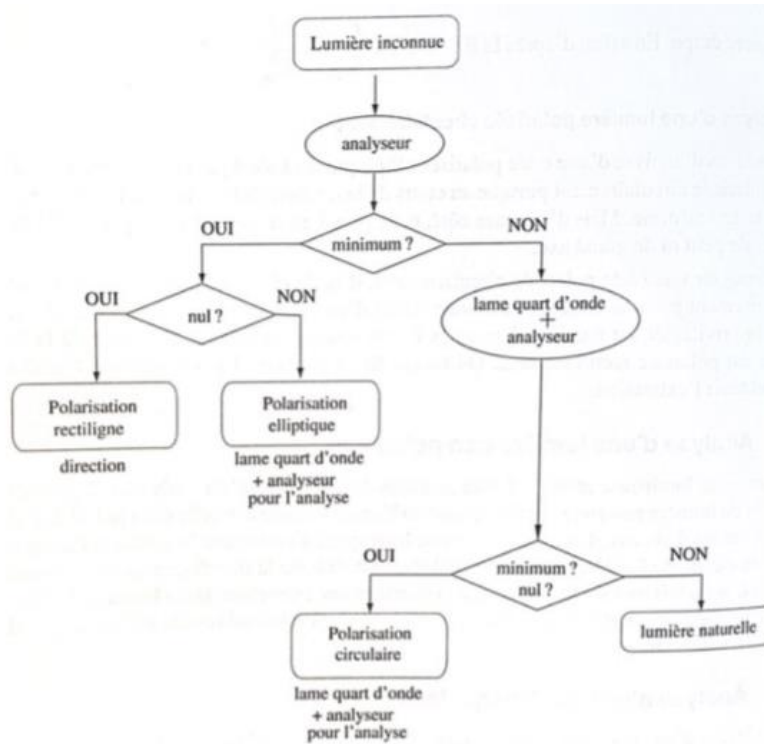 Lumière inconnue
analyseur
OUI
minimum ?
NON
OUI
nul ?
NON
lame quart d'onde
+
analyseur
Polarisation
rectiligne
direction
Polarisation
elliptique
lame quart d'onde
+ analyseur
pour l'analyse
OUI
minimum ?
nul ?
NON
Polarisation
circulaire
lame quart d'onde
+ analyseur
pour l'analyse
lumière naturelle